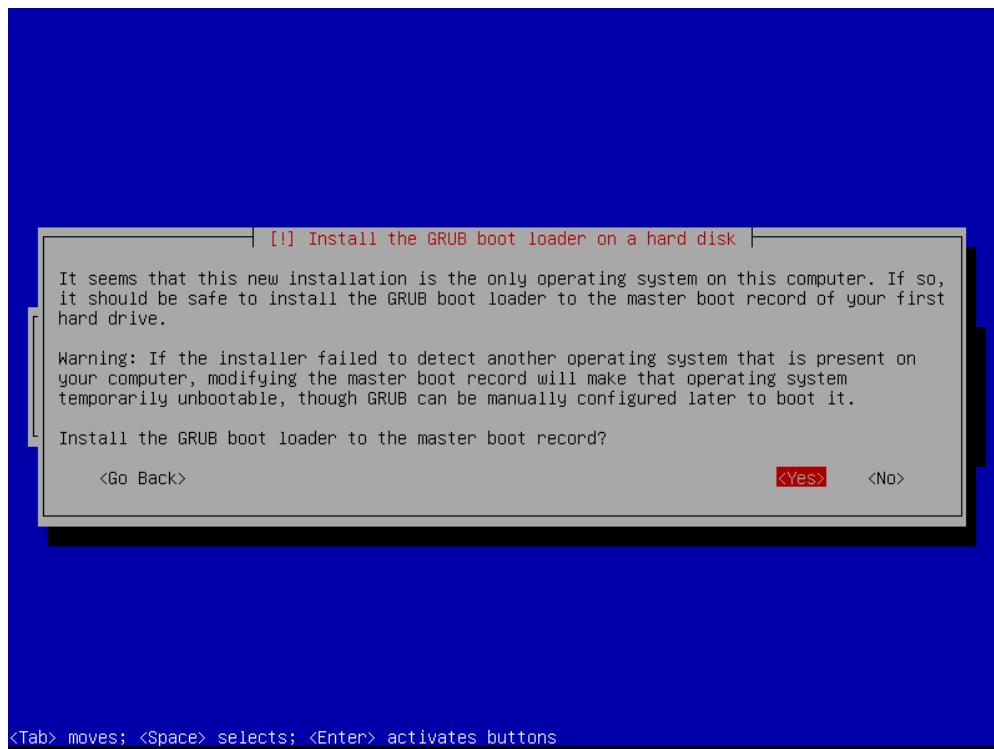 [!] Install the GRUB boot loader on a hard disk
It seems that this new installation is the only operating system on this computer. If so,
it should be safe to install the GRUB boot loader to the master boot record of your first
hard drive.
Warning: If the installer failed to detect another operating system that is present on
your computer, modifying the master boot record will make that operating system
temporarily unbootable, though GRUB can be manually configured later to boot it.
Install the GRUB boot loader to the master boot record?
<Go Back> <Yes> <No>
<Tab> moves; <Space> selects; <Enter> activates buttons